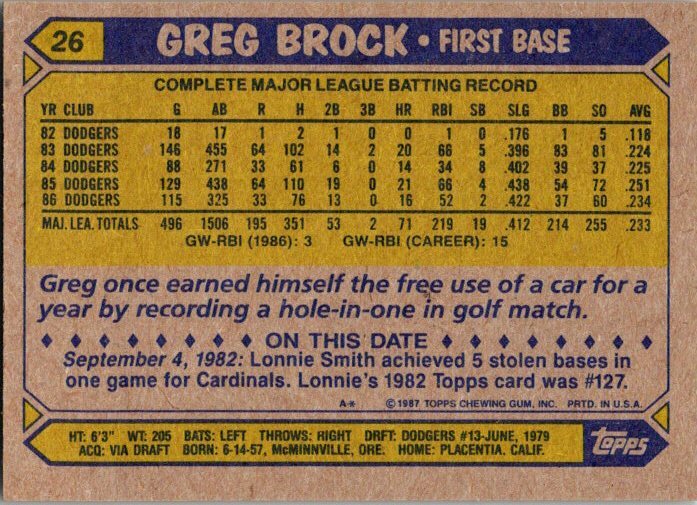 26 GREG BROCK • FIRST BASE
COMPLETE MAJOR LEAGUE BATTING RECORD
YR CLUB G AB R H 2B 3B HR RBI SB SLG BB SO AVG
82 DODGERS 18 17 1 2 1 0 0 1 0 .176 1 5 .118
83 DODGERS 146 455 64 102 14 2 20 66 5 .396 83 81 .224
84 DODGERS 88 271 33 61 6 0 14 34 8 .402 39 37 .225
85 DODGERS 129 438 64 110 19 0 21 66 4 .438 54 72 .251
86 DODGERS 115 325 33 76 13 0 16 52 2 .422 37 60 .234
MAJ. LEA. TOTALS 496 1506 195 351 53 2 71 219 19 .412 214 255 .233
GW-RBI (1986): 3 GW-RBI (CAREER): 15
Greg once earned himself the free use of a car for a
year by recording a hole-in-one in golf match.
♦ ♦ ♦ ♦ ♦ ♦ ♦ ♦ ♦ ON THIS DATE ♦ ♦ ♦ ♦ ♦ ♦ ♦ ♦ ♦
September 4, 1982: Lonnie Smith achieved 5 stolen bases in
one game for Cardinals. Lonnie's 1982 Topps card was #127.
A* © 1987 TOPPS CHEWING GUM, INC. PRTD. IN U.S.A.
HT: 6'3" WT: 205 BATS: LEFT THROWS: RIGHT DRFT: DODGERS #13-JUNE, 1979
ACQ: VIA DRAFT BORN: 6-14-57, McMINNVILLE, ORE. HOME: PLACENTIA, CALIF.
TOPPS